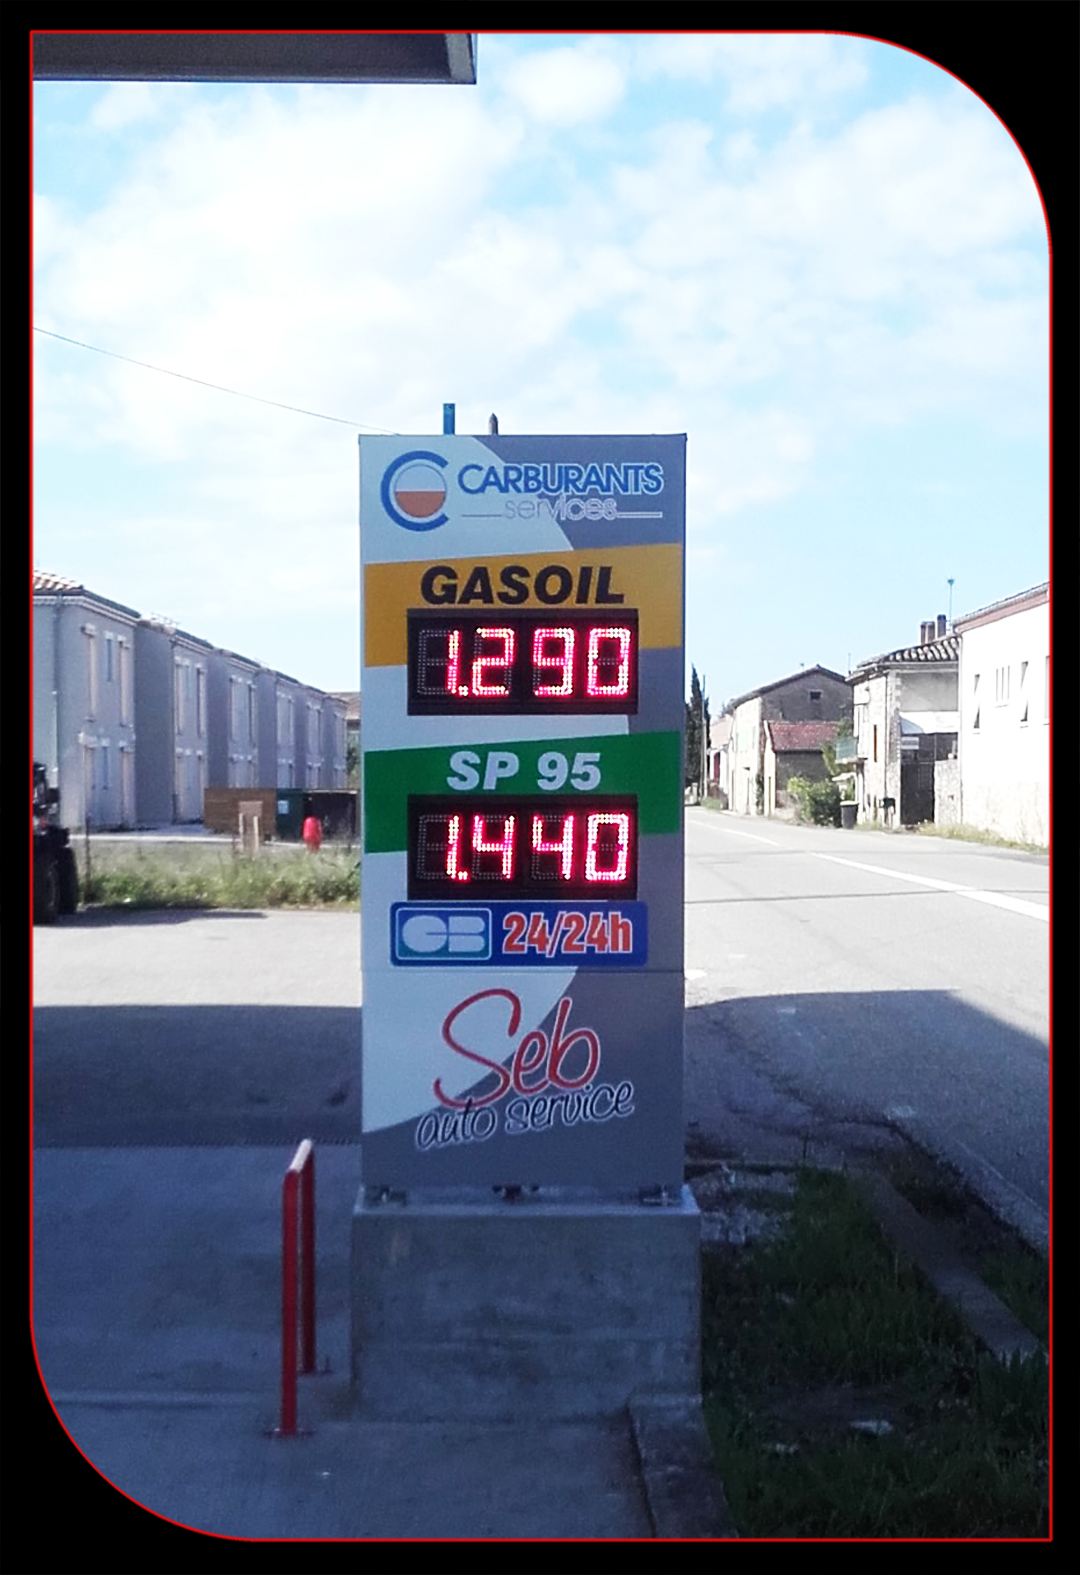 CARBURANTS
services
GASOIL
1.290
SP 95
1.440
CB 24/24h
Seb
auto service